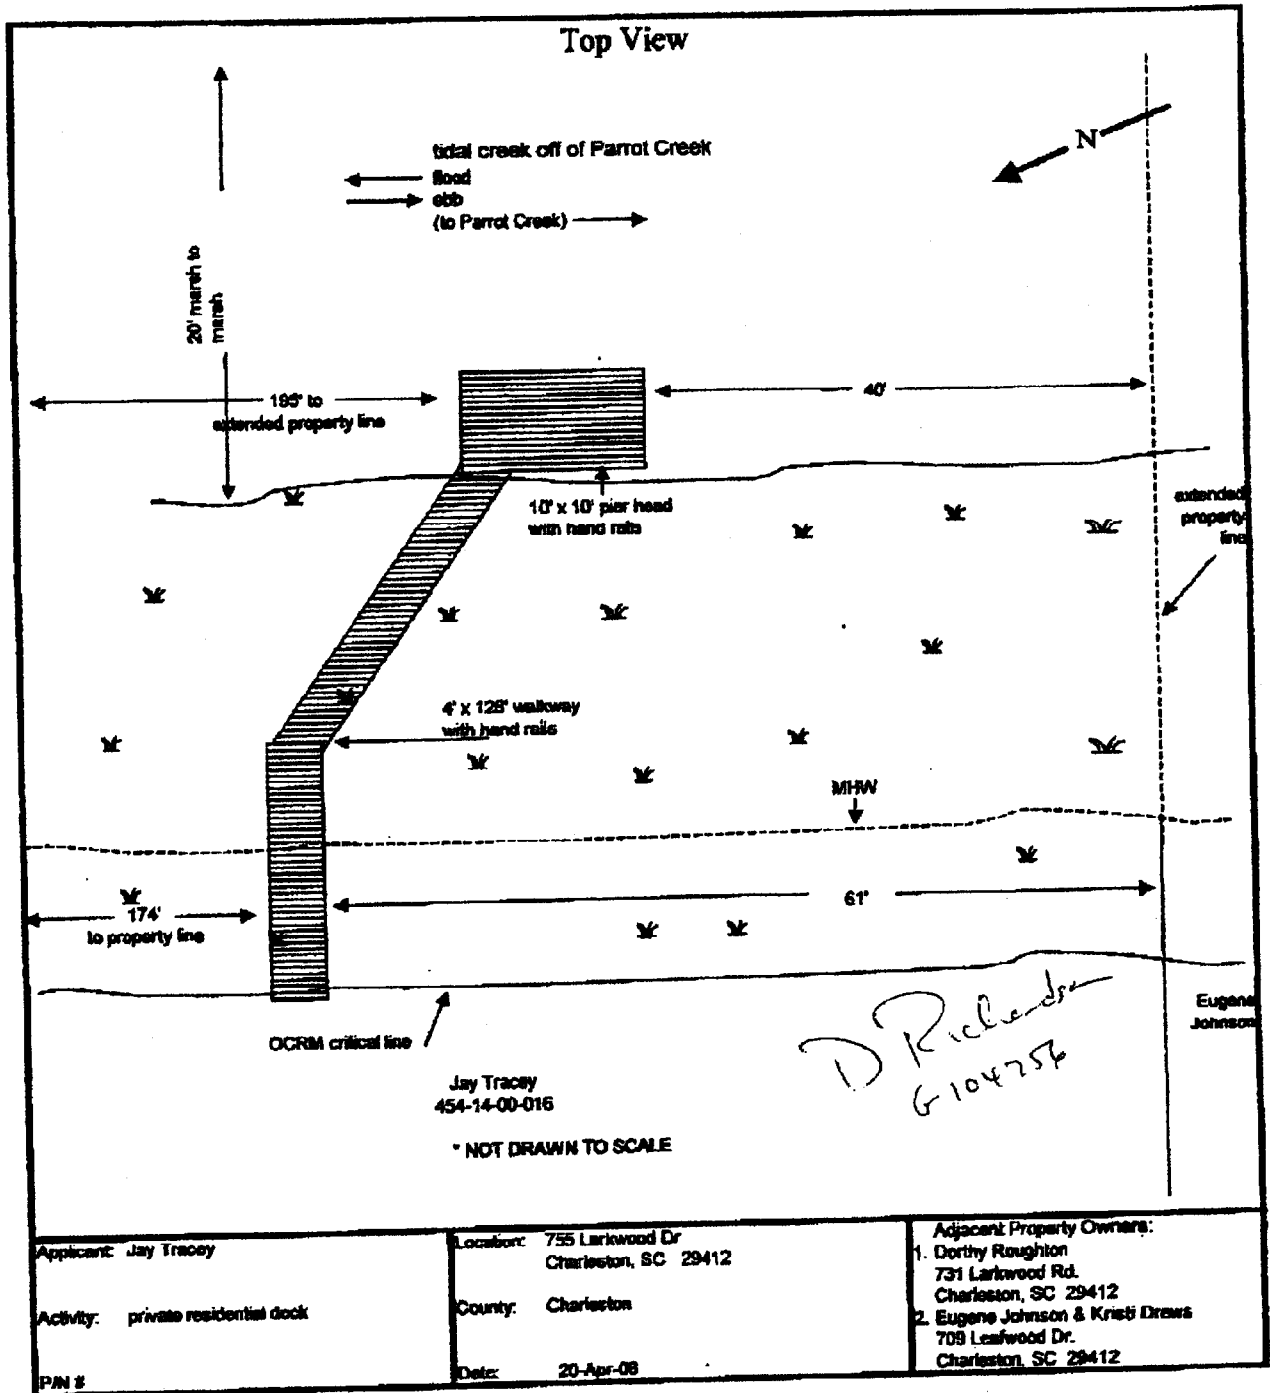 Top View
N
tidal creek off of Parrot Creek
flood
ebb
(to Parrot Creek)
20' marsh to
marsh
195' to
extended property line
40'
10' x 10' pier head
with hand rails
extended
property
line
4' x 128' walkway
with hand rails
MHW
174'
to property line
61'
OCRM critical line
Eugene
Johnson
D Richardson
G104756
Jay Tracey
454-14-00-016
* NOT DRAWN TO SCALE
Applicant: Jay Tracey
Activity: private residential dock
P/N #
Location: 755 Larkwood Dr
Charleston, SC 29412
County: Charleston
Date: 20-Apr-08
Adjacent Property Owners:
1. Dorthy Roughton
731 Larkwood Rd.
Charleston, SC 29412
2. Eugene Johnson & Kristi Drews
709 Leafwood Dr.
Charleston, SC 29412